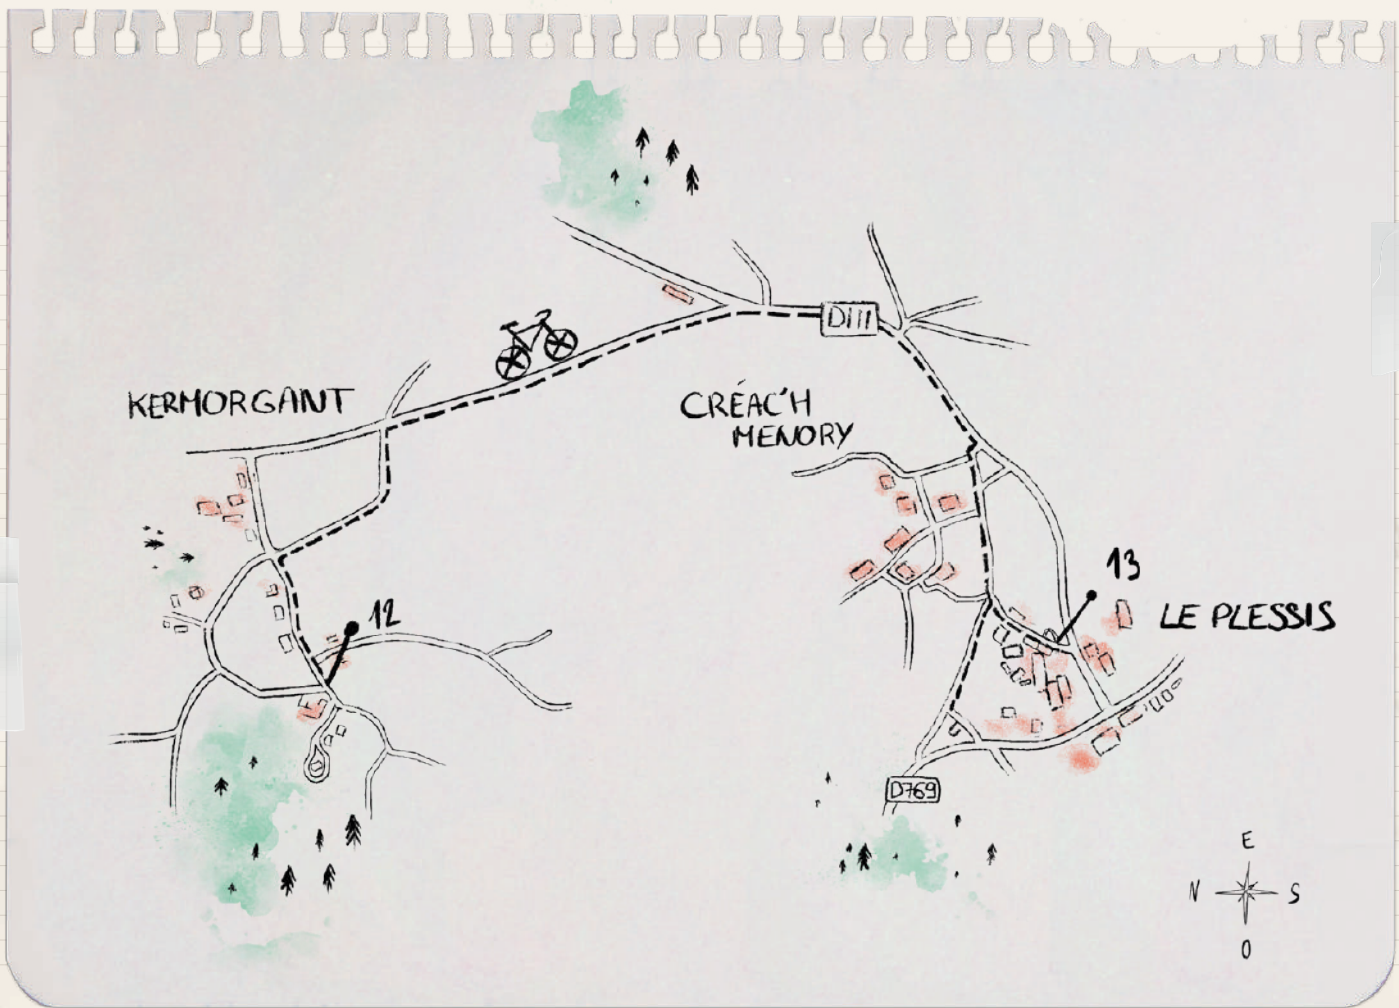 D111
KERMORGANT
CRÉAC'H
MENORY
13
12
LE PLESSIS
D769
E
N
S
O